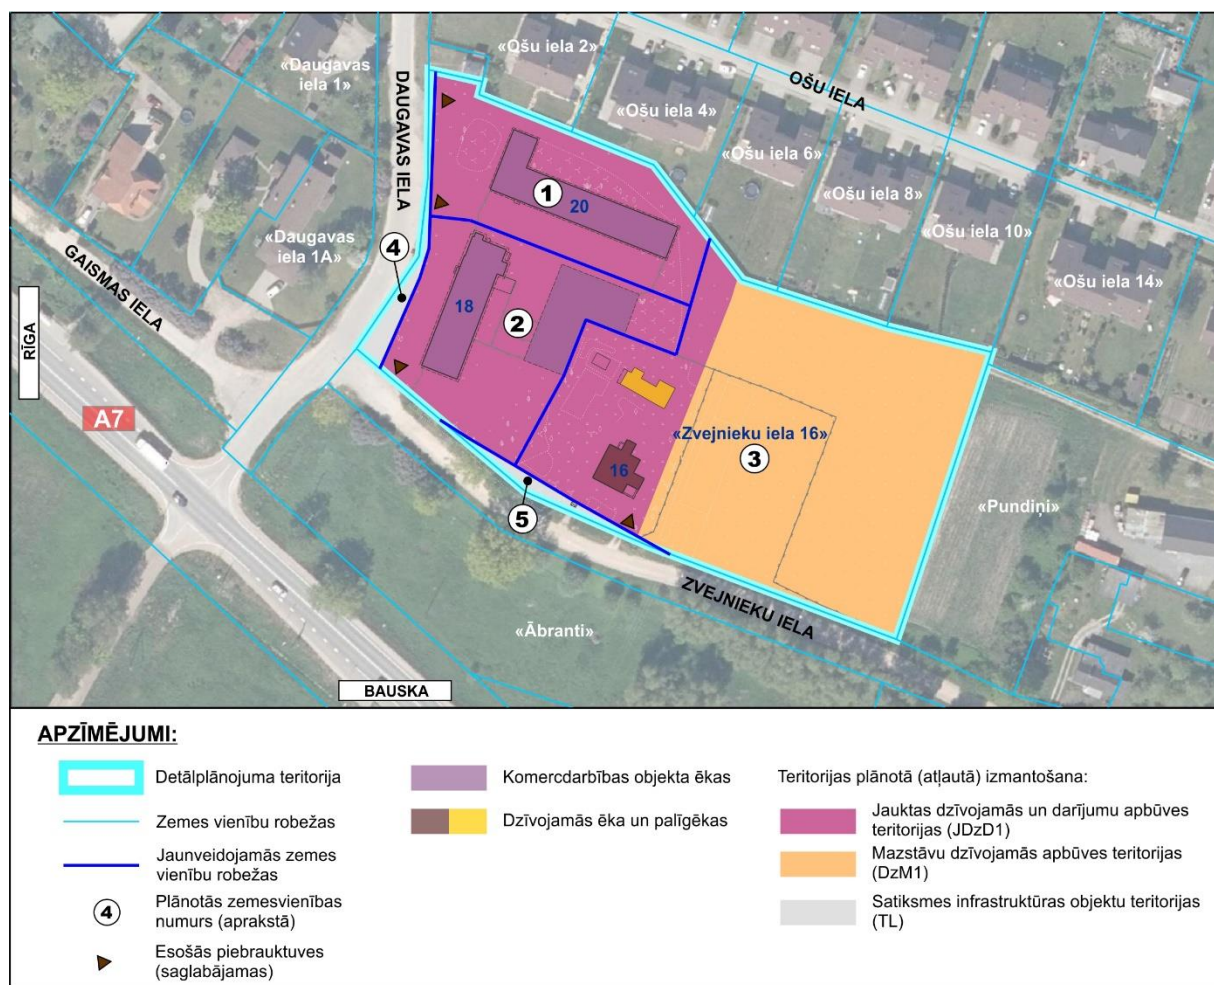 «Ošu iela 2»
«Daugavas
iela 1»
DAUGAVAS IELA
OŠU IELA
«Ošu iela 4»
«Ošu iela 6»
«Ošu iela 8»
«Ošu iela 10»
«Ošu iela 14»
1
20
«Daugavas
iela 1A»
4
GAISMAS IELA
RĪGA
18
2
A7
«Zvejnieku iela 16»
3
16
5
«Pundiņi»
ZVEJNIEKU IELA
«Ābranti»
BAUSKA
APZĪMĒJUMI:
Detālplānojuma teritorija
Zemes vienību robežas
Jaunveidojamās zemes
vienību robežas
4
Plānotās zemesvienības
numurs (aprakstā)
Esošās piebrauktuves
(saglabājamas)
Komercdarbības objekta ēkas
Dzīvojamās ēka un palīgēkas
Teritorijas plānotā (atļautā) izmantošana:
Jauktas dzīvojamās un darījumu apbūves
teritorijas (JDzD1)
Mazstāvu dzīvojamās apbūves teritorijas
(DzM1)
Satiksmes infrastruktūras objektu teritorijas
(TL)